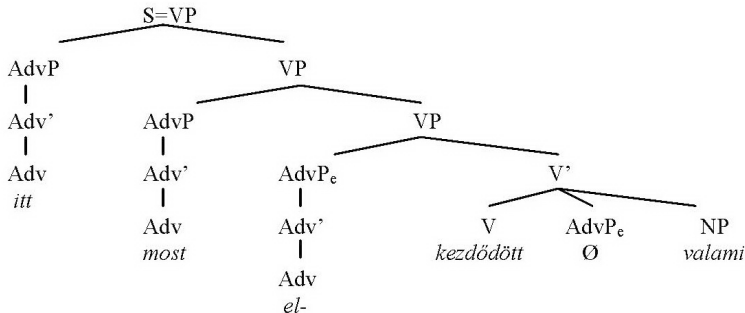 S=VP
AdvP VP
Adv’ AdvP VP
Adv Adv’ AdvPe V’
itt
Adv Adv’ V AdvPe NP
most kezdődött Ø valami
Adv
el-